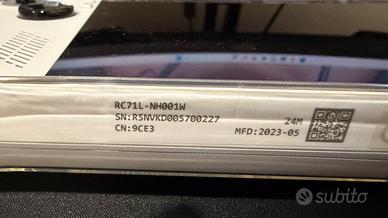 RC71L-NH001W
SN:R5NVKD005700227
CN:9CE3
24M
MFD:2023-05
subito